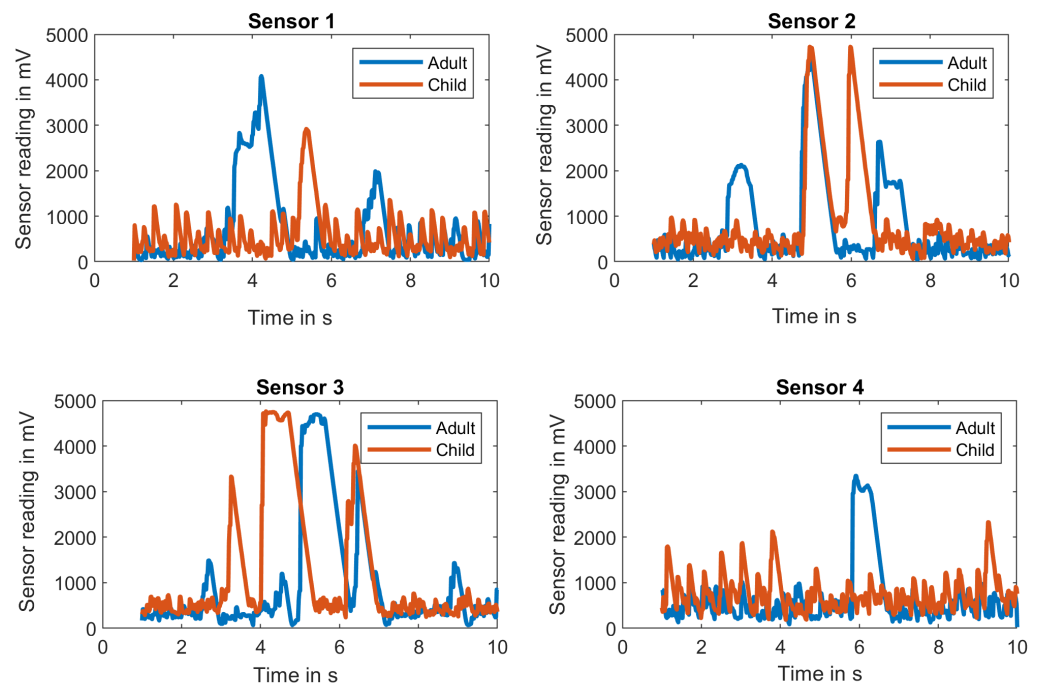 Sensor 1
5000
4000
3000
2000
1000
0
Sensor reading in mV
Adult
Child
0 2 4 6 8 10
Time in s
Sensor 2
5000
4000
3000
2000
1000
0
Sensor reading in mV
Adult
Child
0 2 4 6 8 10
Time in s
Sensor 3
5000
4000
3000
2000
1000
0
Sensor reading in mV
Adult
Child
0 2 4 6 8 10
Time in s
Sensor 4
5000
4000
3000
2000
1000
0
Sensor reading in mV
Adult
Child
0 2 4 6 8 10
Time in s